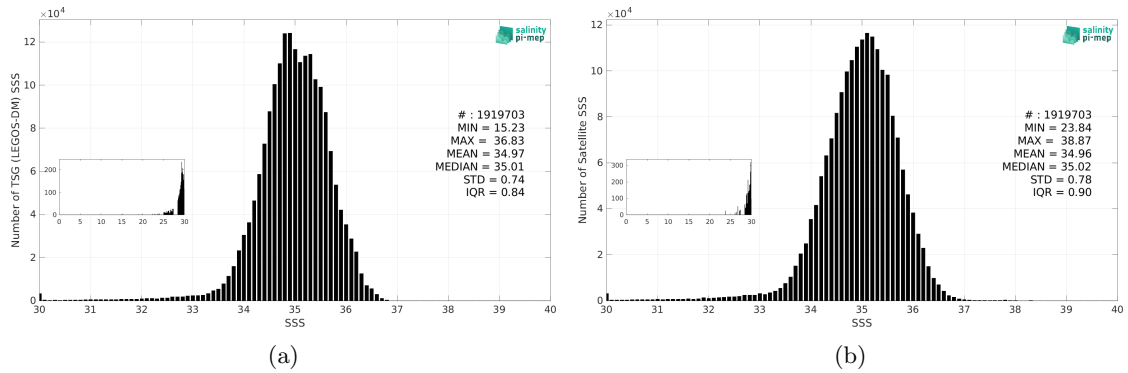 ×10⁴
salinity
pi-mep
# : 1919703
MIN = 15.23
MAX = 36.83
MEAN = 34.97
MEDIAN = 35.01
STD = 0.74
IQR = 0.84
Number of TSG (LEGOS-DM) SSS
12
10
8
6
4
2
0
200
100
0
0 5 10 15 20 25 30
30 31 32 33 34 35 36 37 38 39 40
SSS
(a)
×10⁴
salinity
pi-mep
# : 1919703
MIN = 23.84
MAX = 38.87
MEAN = 34.96
MEDIAN = 35.02
STD = 0.78
IQR = 0.90
Number of Satellite SSS
12
10
8
6
4
2
0
300
200
100
0
0 5 10 15 20 25 30
30 31 32 33 34 35 36 37 38 39 40
SSS
(b)